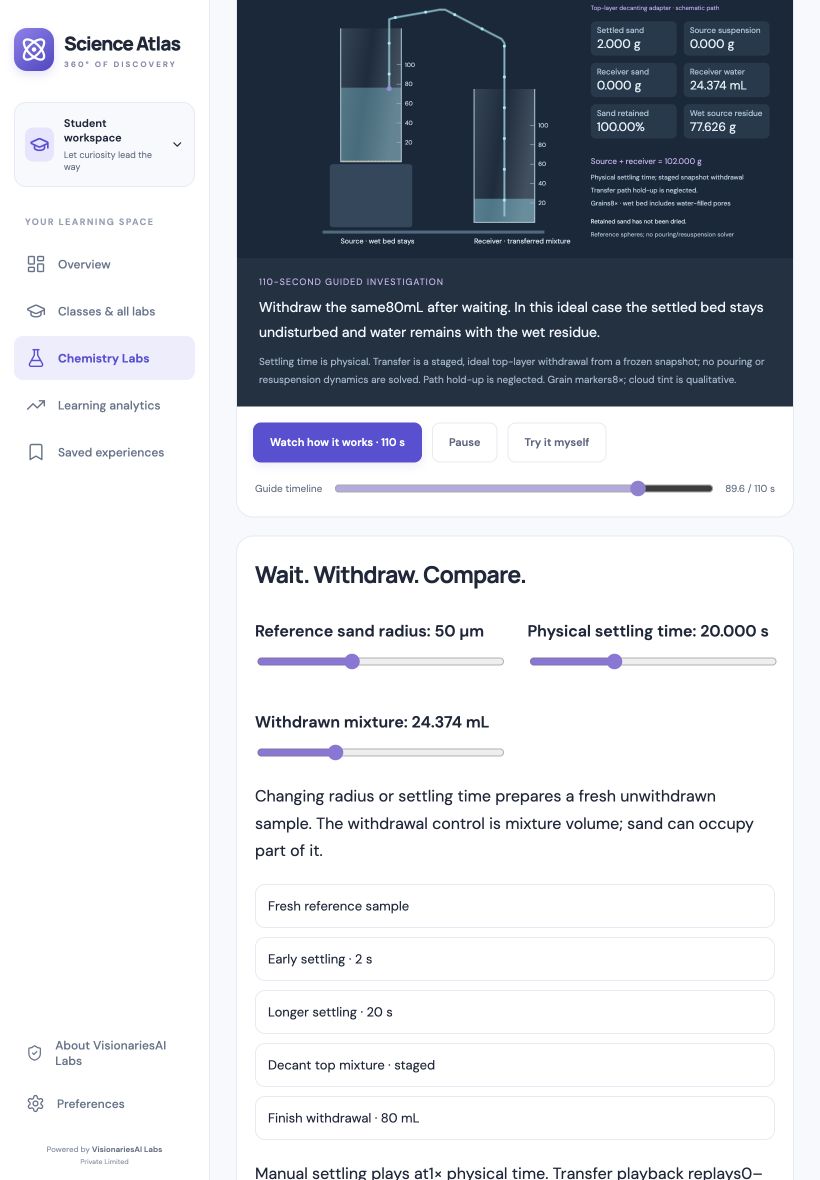 Science Atlas
360° OF DISCOVERY
Student
workspace
Let curiosity lead the
way
YOUR LEARNING SPACE
Overview
Classes & all labs
Chemistry Labs
Learning analytics
Saved experiences
About VisionariesAI
Labs
Preferences
Powered by VisionariesAI Labs
Private Limited
100
80
60
40
20
100
80
60
40
20
Source · wet bed stays
Receiver · transferred mixture
Top-layer decanting adapter · schematic path
Settled sand
2.000 g
Source suspension
0.000 g
Receiver sand
0.000 g
Receiver water
24.374 mL
Sand retained
100.00%
Wet source residue
77.626 g
Source + receiver = 102.000 g
Physical settling time; staged snapshot withdrawal
Transfer path hold-up is neglected.
Grains8× · wet bed includes water-filled pores
Retained sand has not been dried.
Reference spheres; no pouring/resuspension solver
110-SECOND GUIDED INVESTIGATION
Withdraw the same80mL after waiting. In this ideal case the settled bed stays
undisturbed and water remains with the wet residue.
Settling time is physical. Transfer is a staged, ideal top-layer withdrawal from a frozen snapshot; no pouring or
resuspension dynamics are solved. Path hold-up is neglected. Grain markers8×; cloud tint is qualitative.
Watch how it works · 110 s
Pause
Try it myself
Guide timeline
89.6 / 110 s
Wait. Withdraw. Compare.
Reference sand radius: 50 µm
Physical settling time: 20.000 s
Withdrawn mixture: 24.374 mL
Changing radius or settling time prepares a fresh unwithdrawn
sample. The withdrawal control is mixture volume; sand can occupy
part of it.
Fresh reference sample
Early settling · 2 s
Longer settling · 20 s
Decant top mixture · staged
Finish withdrawal · 80 mL
Manual settling plays at1× physical time. Transfer playback replays0–